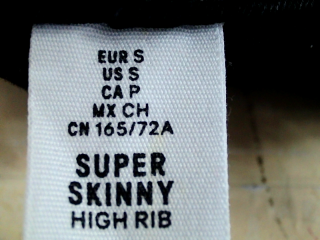 EUR S
US S
CA P
MX CH
CN 165/72A
SUPER
SKINNY
HIGH RIB